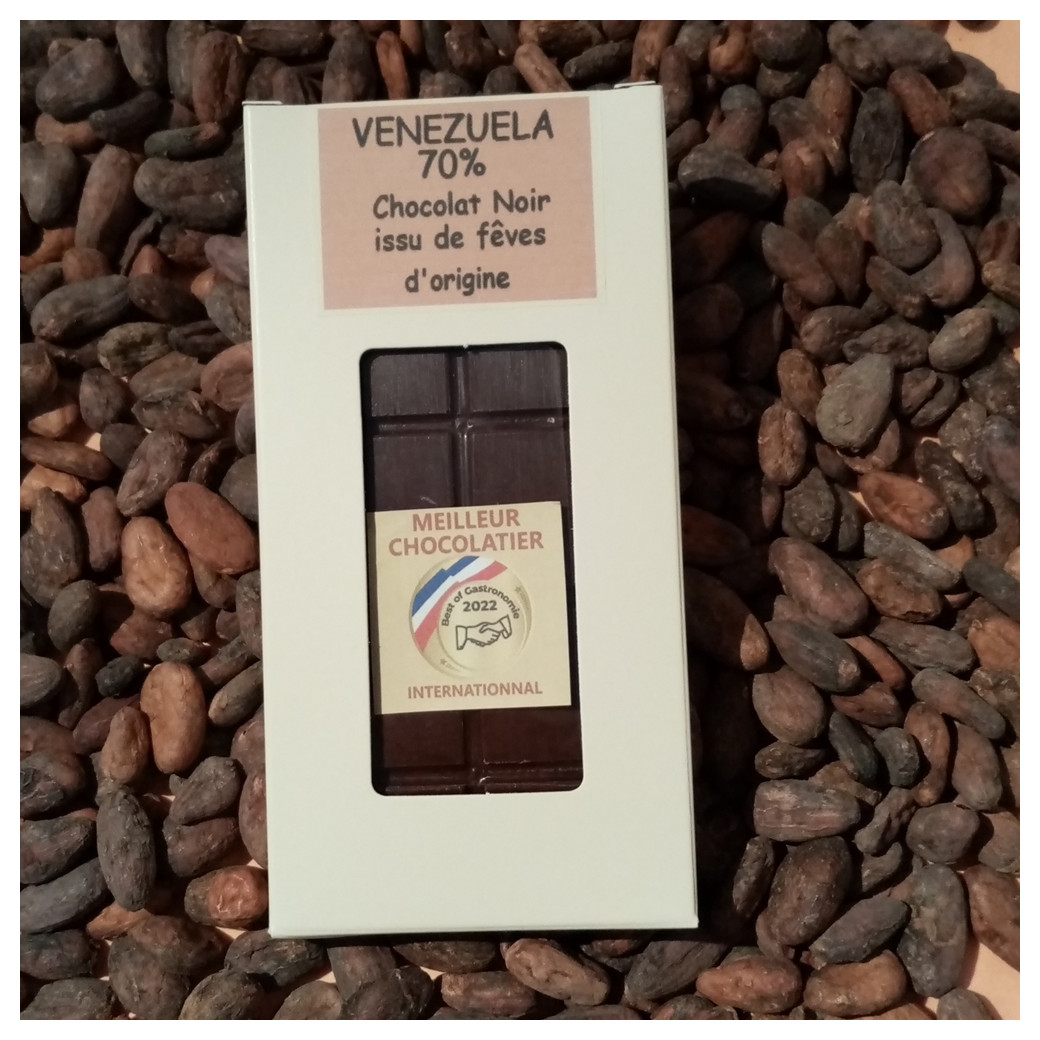 VENEZUELA
70%
Chocolat Noir
issu de fêves
d'origine
MEILLEUR
CHOCOLATIER
Best of Gastronomie
2022
INTERNATIONNAL